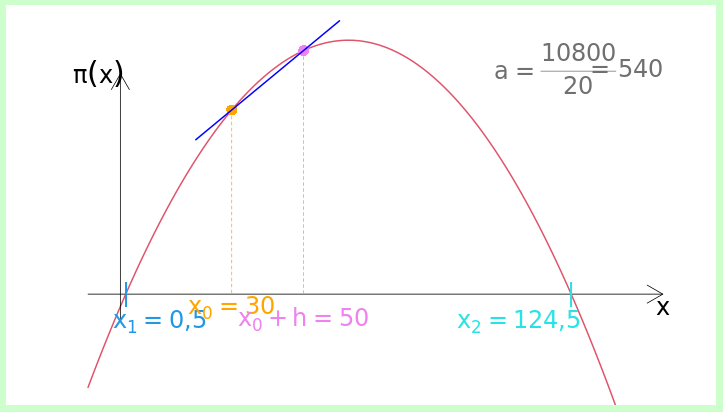 π(x)
a = 10800/20 = 540
x
x₀ = 30
x₁ = 0,5
x₀ + h = 50
x₂ = 124,5